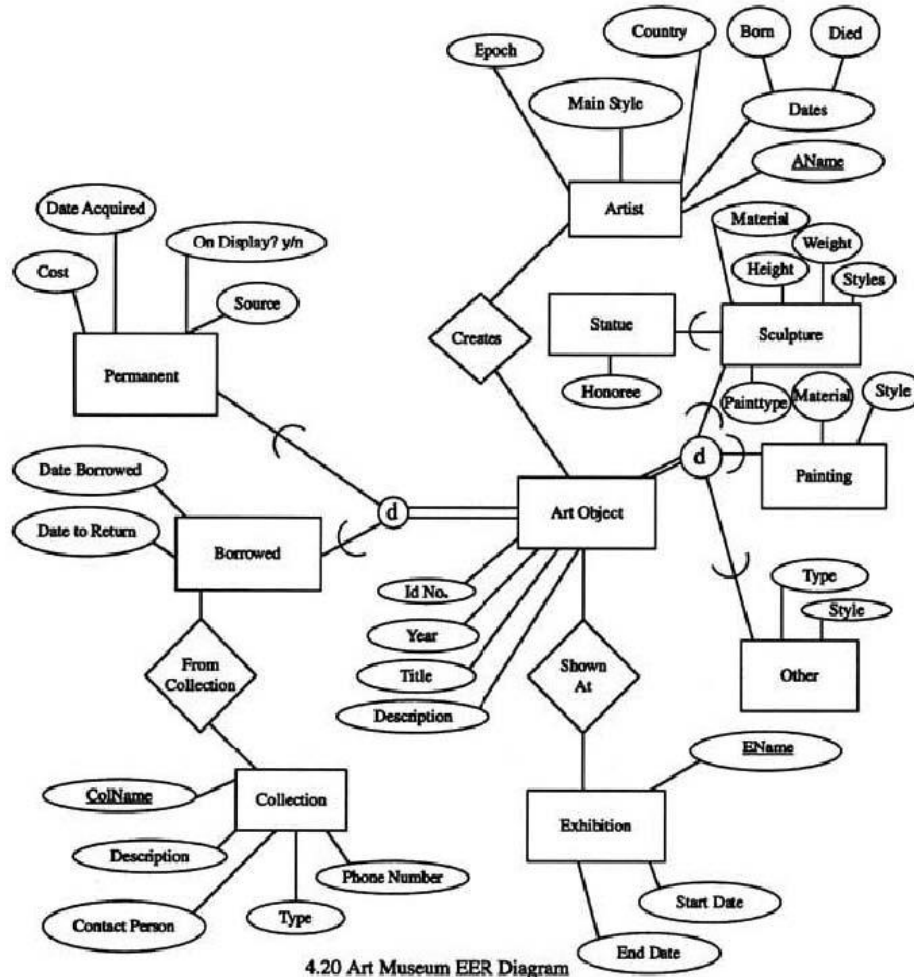 Country
Born
Died
Epoch
Main Style
Dates
AName
Artist
Date Acquired
On Display? y/n
Cost
Source
Permanent
Material
Weight
Height
Styles
Statue
Sculpture
Creates
Honoree
Painttype
Material
Style
Painting
d
Date Borrowed
Date to Return
Borrowed
d
Art Object
Id No.
Year
Title
Description
Type
Style
Other
From
Collection
Shown
At
EName
ColName
Collection
Exhibition
Description
Phone Number
Contact Person
Type
Start Date
End Date
4.20 Art Museum EER Diagram